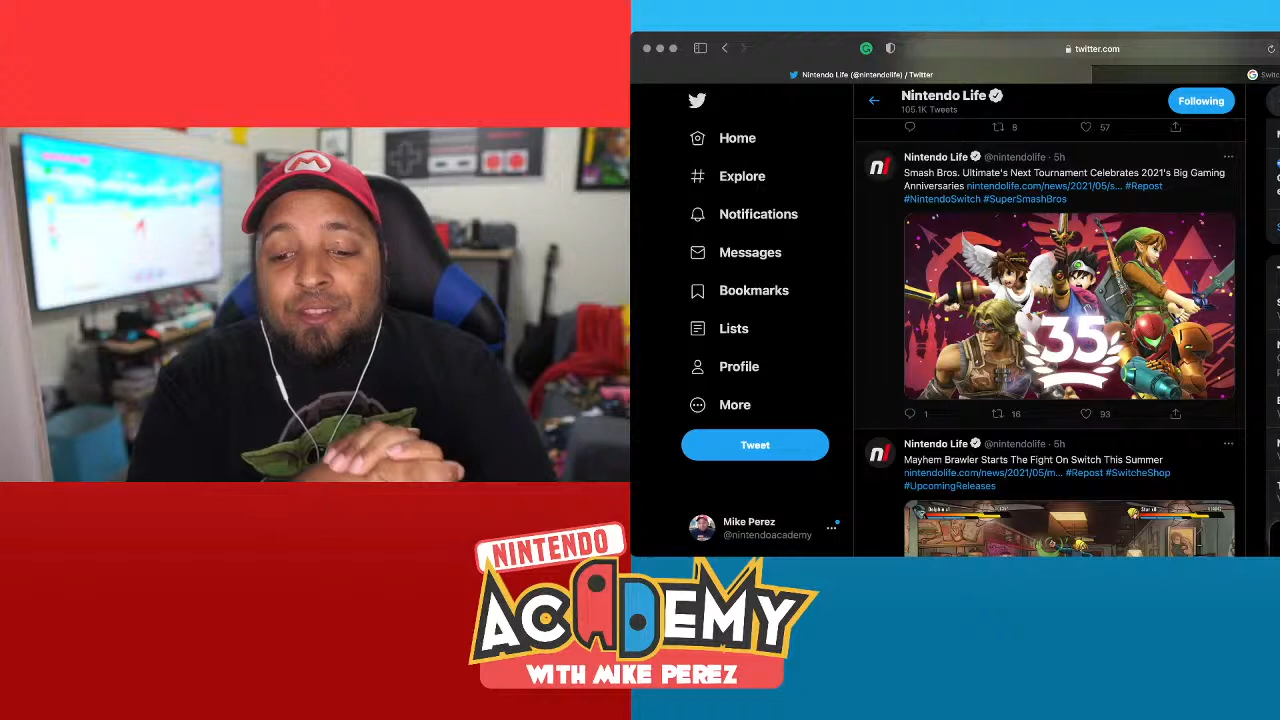 M
twitter.com
Nintendo Life (@nintendolife) / Twitter
Nintendo Life
105.1K Tweets
Following
8
57
Home
Explore
Notifications
Messages
Bookmarks
Lists
Profile
More
Tweet
Mike Perez
@nintendoacademy
Nintendo Life @nintendolife · 5h
Smash Bros. Ultimate's Next Tournament Celebrates 2021's Big Gaming
Anniversaries nintendolife.com/news/2021/05/s... #Repost
#NintendoSwitch #SuperSmashBros
35
1
16
93
Nintendo Life @nintendolife · 5h
Mayhem Brawler Starts The Fight On Switch This Summer
nintendolife.com/news/2021/05/m... #Repost #SwitcheShop
#UpcomingReleases
NINTENDO
ACADEMY
WITH MIKE PEREZ